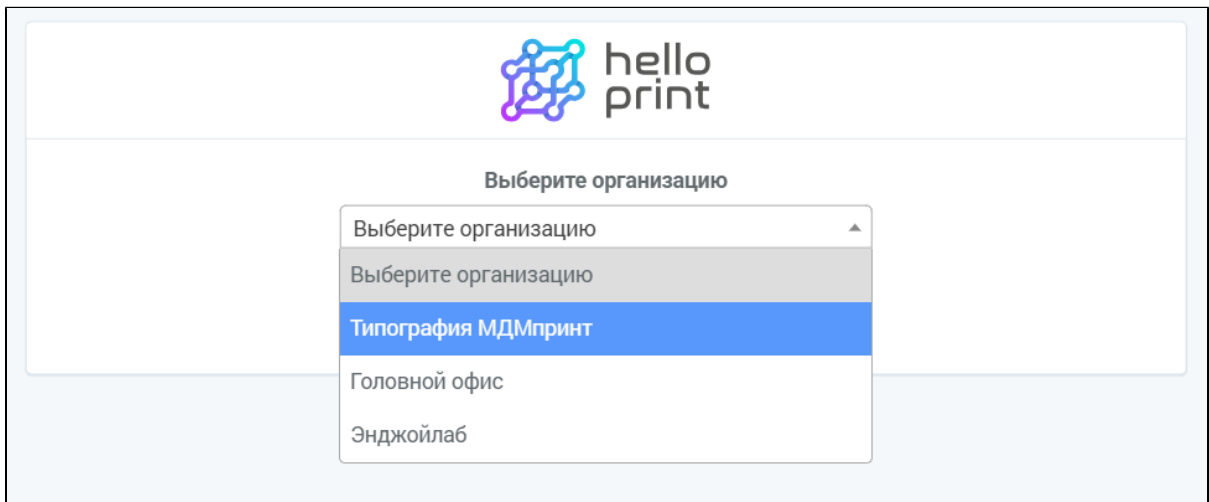 hello
print
Выберите организацию
Выберите организацию
Выберите организацию
Типография МДМпринт
Головной офис
Энджойлаб